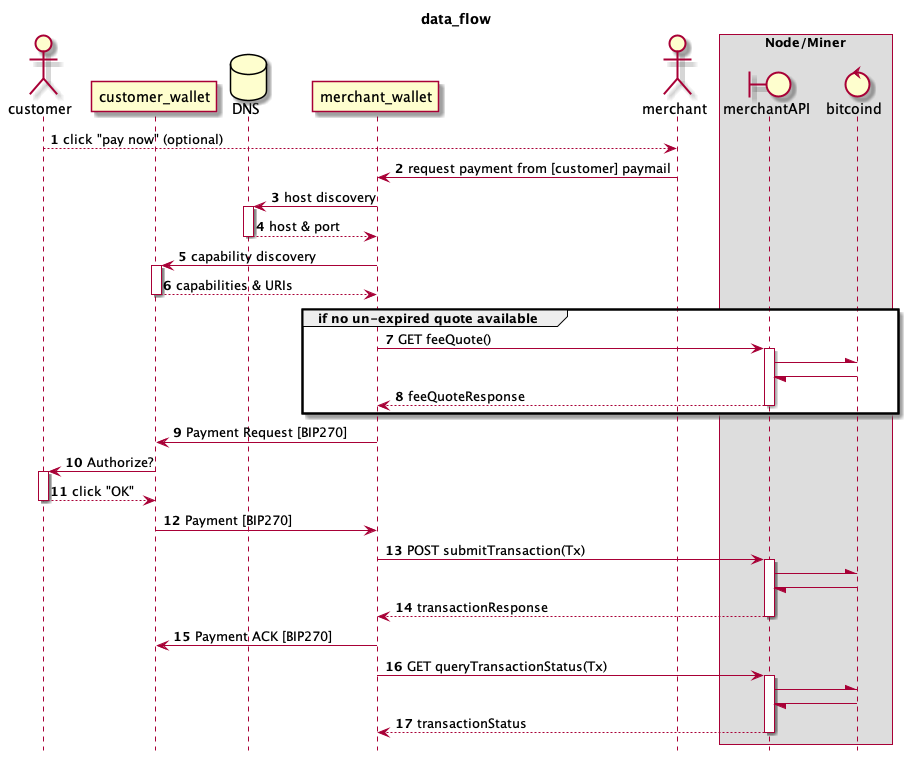 data_flow
Node/Miner
customer
customer_wallet
DNS
merchant_wallet
merchant
merchantAPI
bitcoind
1 click "pay now" (optional)
2 request payment from [customer] paymail
3 host discovery
4 host & port
5 capability discovery
6 capabilities & URIs
if no un-expired quote available
7 GET feeQuote()
8 feeQuoteResponse
9 Payment Request [BIP270]
10 Authorize?
11 click "OK"
12 Payment [BIP270]
13 POST submitTransaction(Tx)
14 transactionResponse
15 Payment ACK [BIP270]
16 GET queryTransactionStatus(Tx)
17 transactionStatus